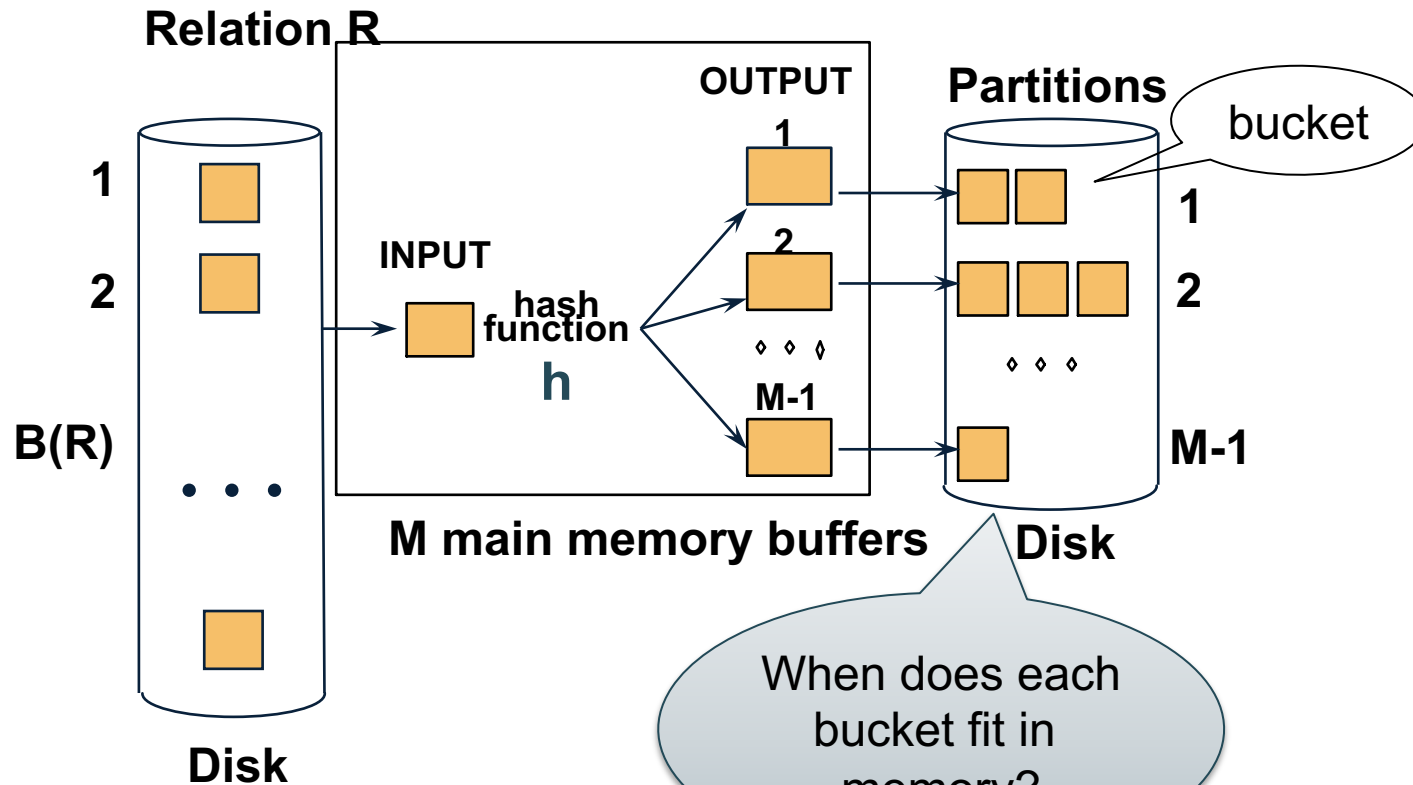 Relation R
OUTPUT
Partitions
bucket
1
1
1
2
INPUT
2
2
hash
function
h
M-1
B(R)
M-1
M main memory buffers
Disk
When does each
bucket fit in
memory?
Disk